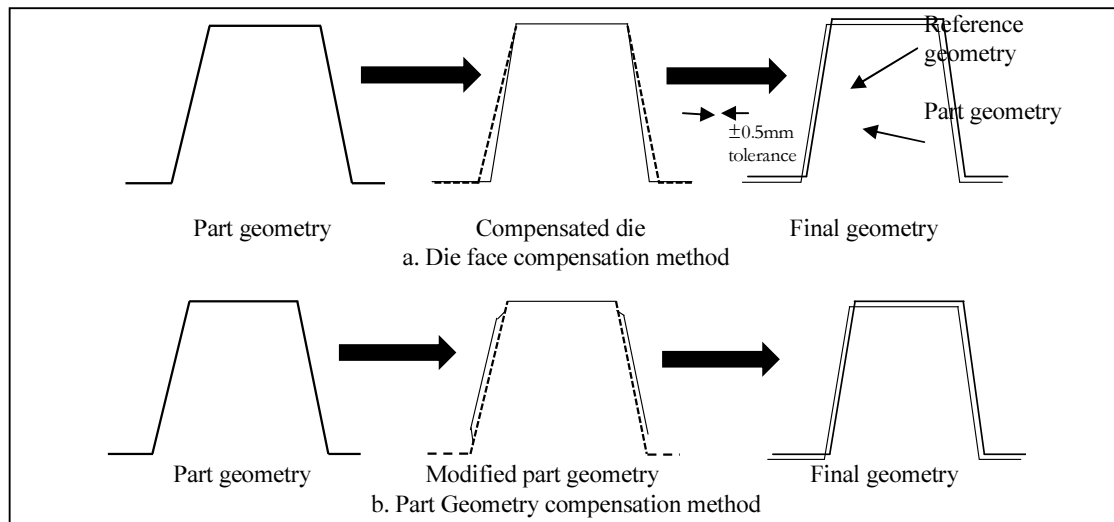 Reference
geometry
Part geometry
±0.5mm
tolerance
Part geometry
Compensated die
Final geometry
a. Die face compensation method
Part geometry
Modified part geometry
Final geometry
b. Part Geometry compensation method